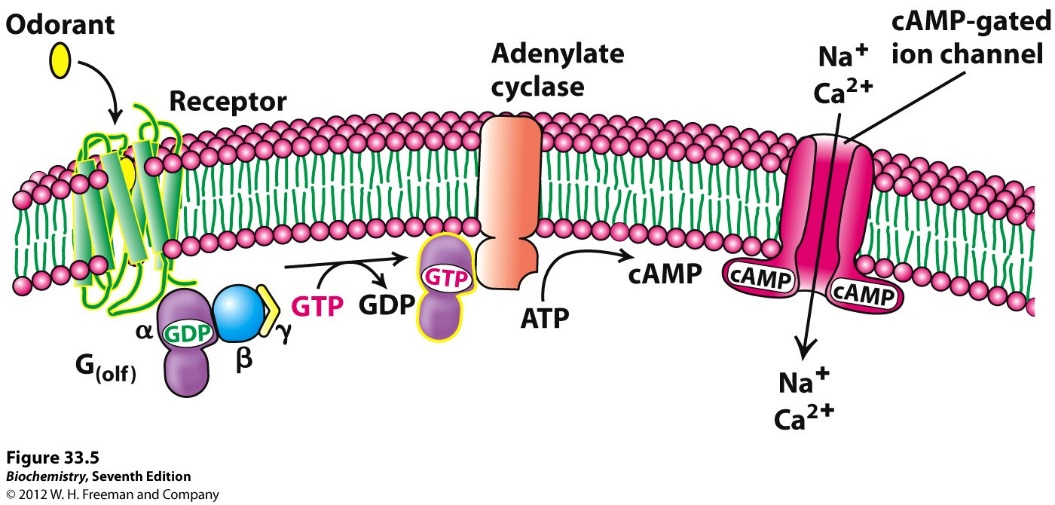 Odorant
Receptor
Adenylate
cyclase
Na+
Ca2+
cAMP-gated
ion channel
GTP
GDP
GTP
ATP
cAMP
cAMP
cAMP
α
GDP
β
γ
G(olf)
Na+
Ca2+
Figure 33.5
Biochemistry, Seventh Edition
© 2012 W. H. Freeman and Company